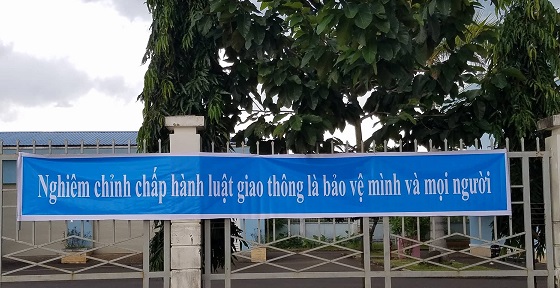 Nghiêm chỉnh chấp hành luật giao thông là bảo vệ mình và mọi người